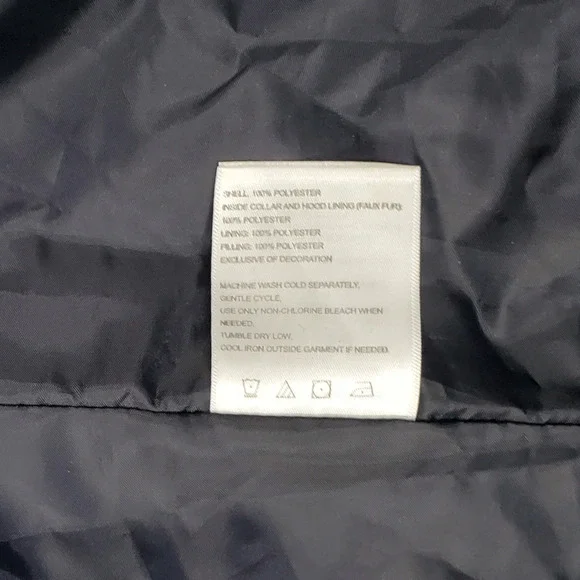 SHELL: 100% POLYESTER
INSIDE COLLAR AND HOOD LINING (FAUX FUR):
100% POLYESTER
LINING: 100% POLYESTER
FILLING: 100% POLYESTER
EXCLUSIVE OF DECORATION
MACHINE WASH COLD SEPARATELY,
GENTLE CYCLE,
USE ONLY NON-CHLORINE BLEACH WHEN
NEEDED,
TUMBLE DRY LOW.
COOL IRON OUTSIDE GARMENT IF NEEDED.